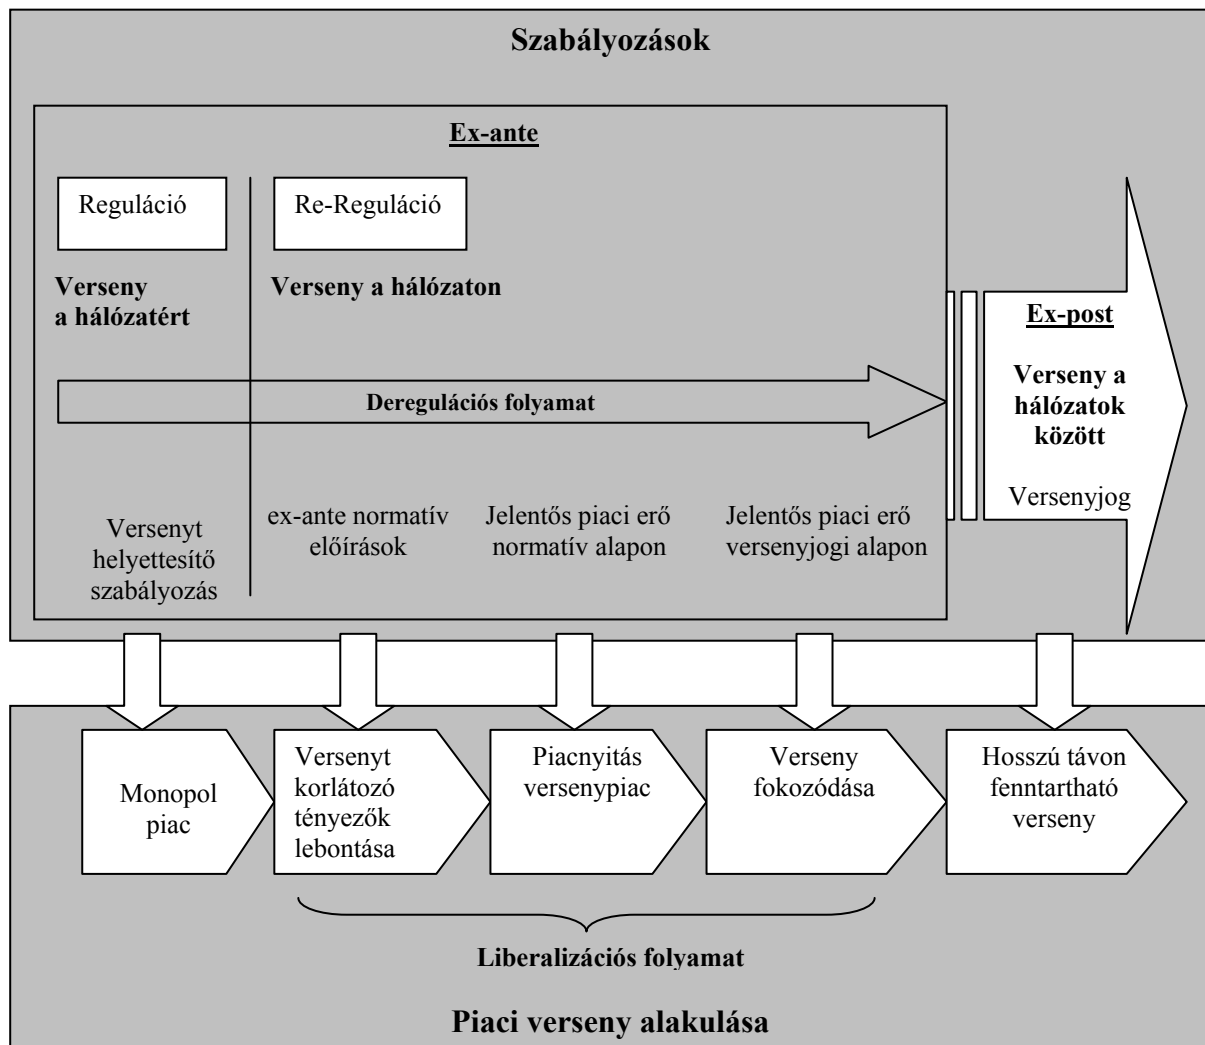 Szabályozások
Ex-ante
Reguláció
Re-Reguláció
Verseny
a hálózatért
Verseny a hálózaton
Deregulációs folyamat
Versenyt
helyettesítő
szabályozás
ex-ante normatív
előírások
Jelentős piaci erő
normatív alapon
Jelentős piaci erő
versenyjogi alapon
Ex-post
Verseny a
hálózatok
között
Versenyjog
Monopol
piac
Versenyt
korlátozó
tényezők
lebontása
Piacnyitás
versenypiac
Verseny
fokozódása
Hosszú távon
fenntartható
verseny
Liberalizációs folyamat
Piaci verseny alakulása